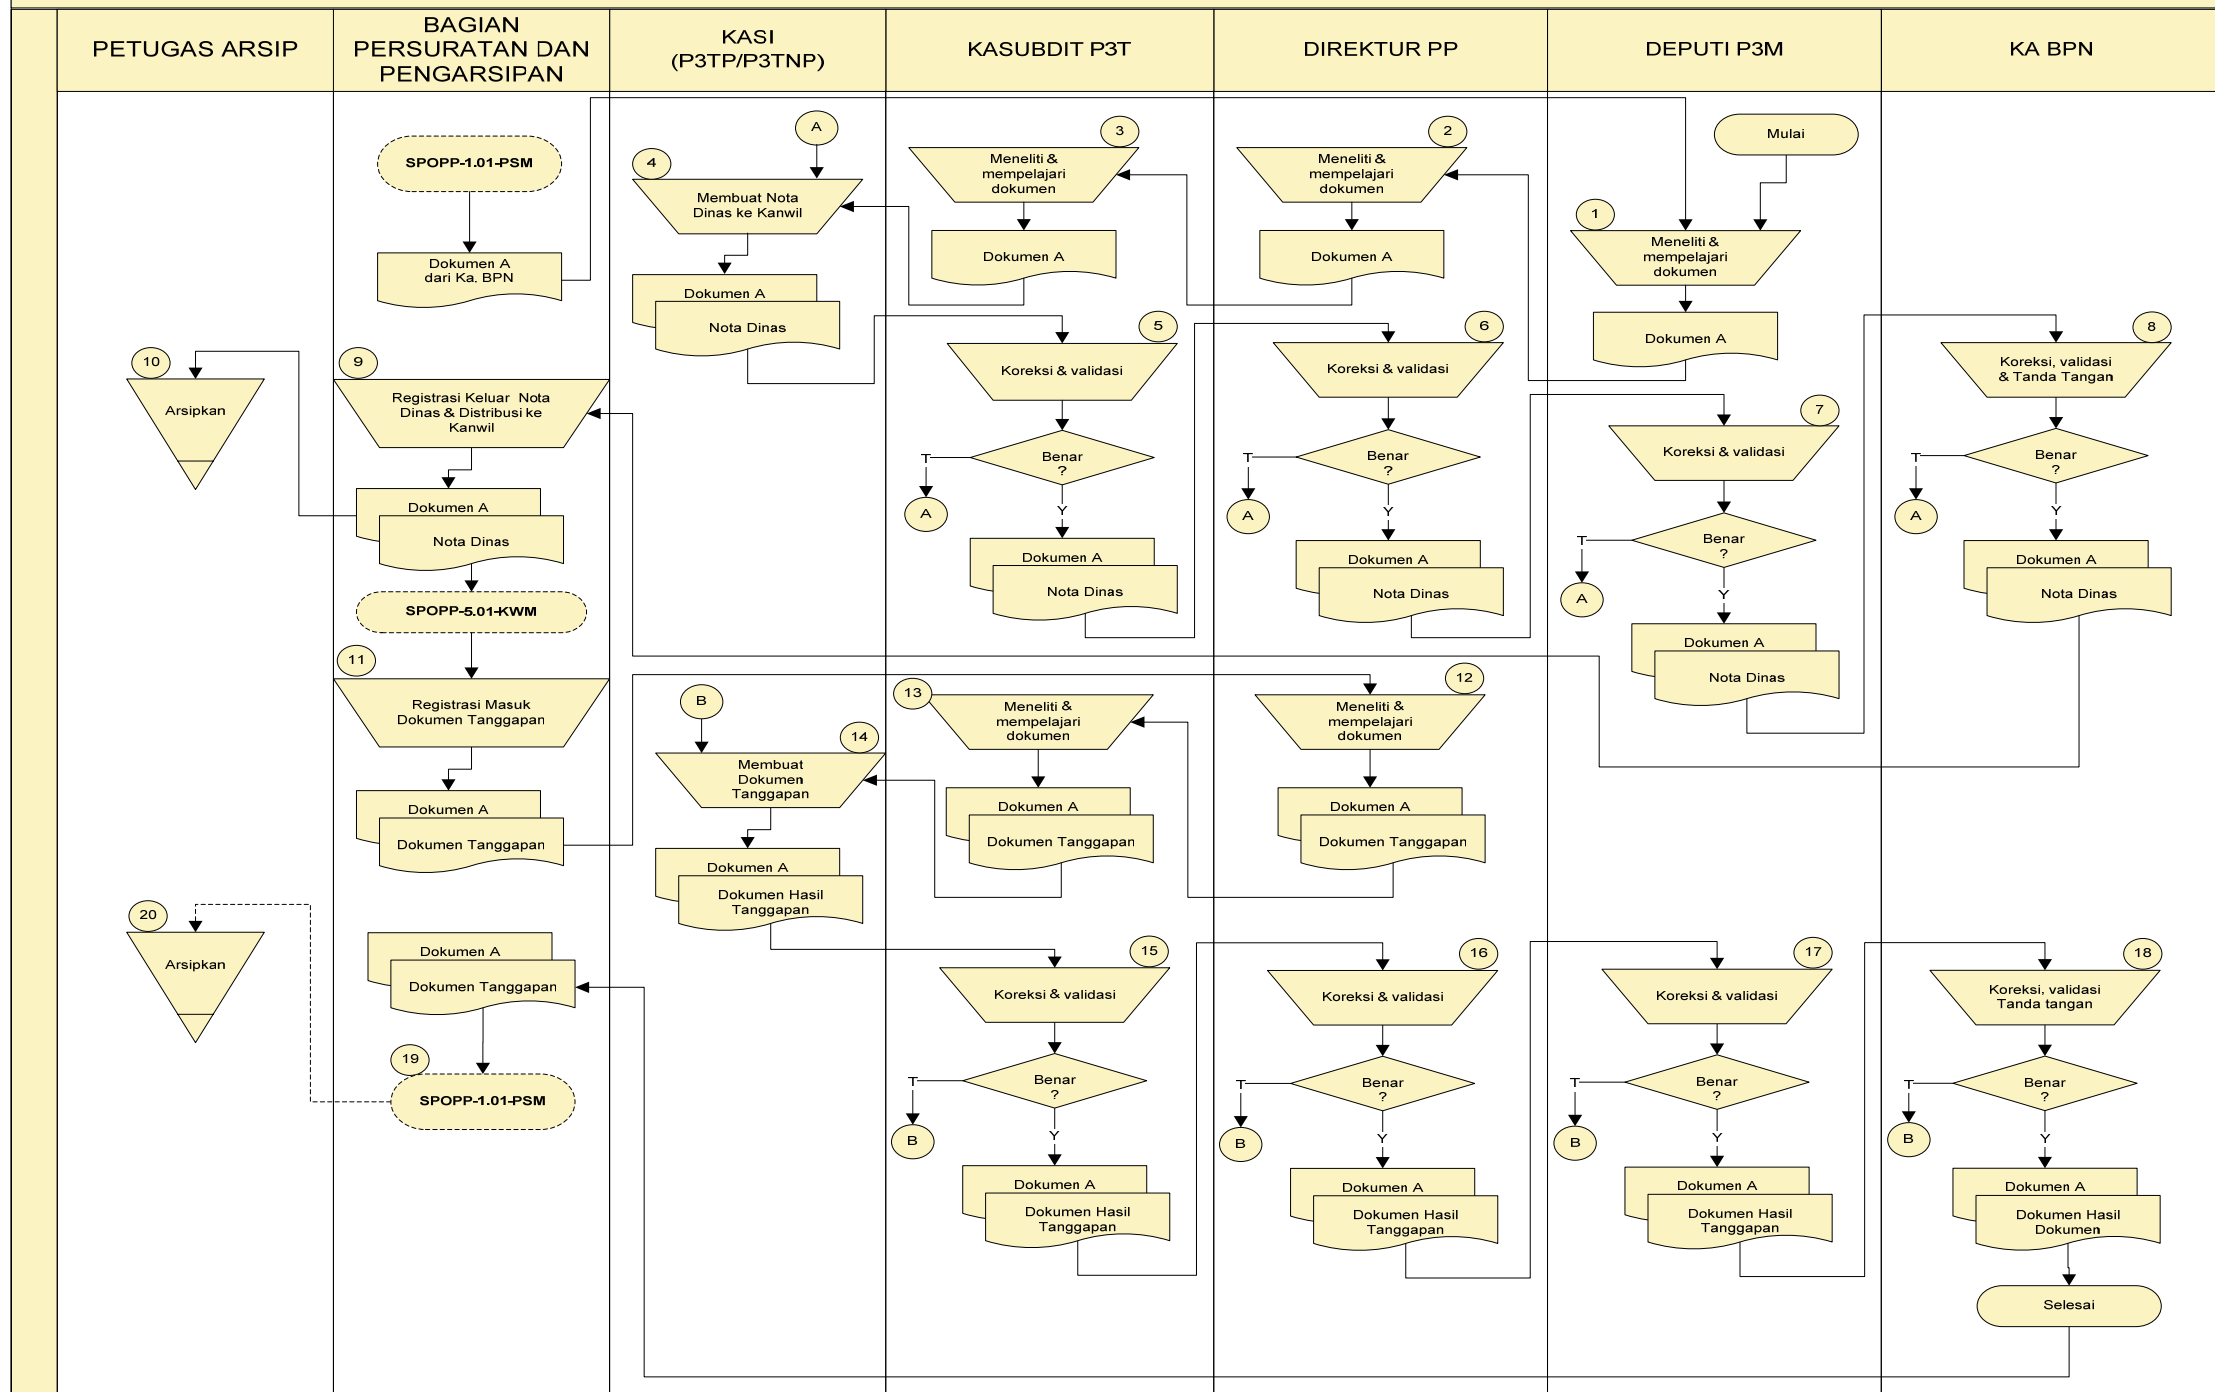 PETUGAS ARSIP
BAGIAN
PERSURATAN DAN
PENGARSIPAN
KASI
(P3TP/P3TNP)
KASUBDIT P3T
DIREKTUR PP
DEPUTI P3M
KA BPN
SPOPP-1.01-PSM
Dokumen A
dari Ka. BPN
10
Arsipkan
9
Registrasi Keluar Nota
Dinas & Distribusi ke
Kanwil
Dokumen A
Nota Dinas
SPOPP-5.01-KWM
11
Registrasi Masuk
Dokumen Tanggapan
Dokumen A
Dokumen Tanggapan
20
Arsipkan
Dokumen A
Dokumen Tanggapan
19
SPOPP-1.01-PSM
A
4
Membuat Nota
Dinas ke Kanwil
Dokumen A
Nota Dinas
B
14
Membuat
Dokumen
Tanggapan
Dokumen A
Dokumen Hasil
Tanggapan
3
Meneliti &
mempelajari
dokumen
Dokumen A
5
Koreksi & validasi
Benar
?
T
A
Y
Dokumen A
Nota Dinas
13
Meneliti &
mempelajari
dokumen
Dokumen A
Dokumen Tanggapan
15
Koreksi & validasi
Benar
?
T
B
Y
Dokumen A
Dokumen Hasil
Tanggapan
2
Meneliti &
mempelajari
dokumen
Dokumen A
6
Koreksi & validasi
Benar
?
T
A
Y
Dokumen A
Nota Dinas
12
Meneliti &
mempelajari
dokumen
Dokumen A
Dokumen Tanggapan
16
Koreksi & validasi
Benar
?
T
B
Y
Dokumen A
Dokumen Hasil
Tanggapan
Mulai
1
Meneliti &
mempelajari
dokumen
Dokumen A
7
Koreksi & validasi
Benar
?
T
A
Y
Dokumen A
Nota Dinas
17
Koreksi & validasi
Benar
?
T
B
Y
Dokumen A
Dokumen Hasil
Tanggapan
8
Koreksi, validasi
& Tanda Tangan
Benar
?
T
A
Y
Dokumen A
Nota Dinas
18
Koreksi, validasi
Tanda tangan
Benar
?
T
B
Y
Dokumen A
Dokumen Hasil
Dokumen
Selesai